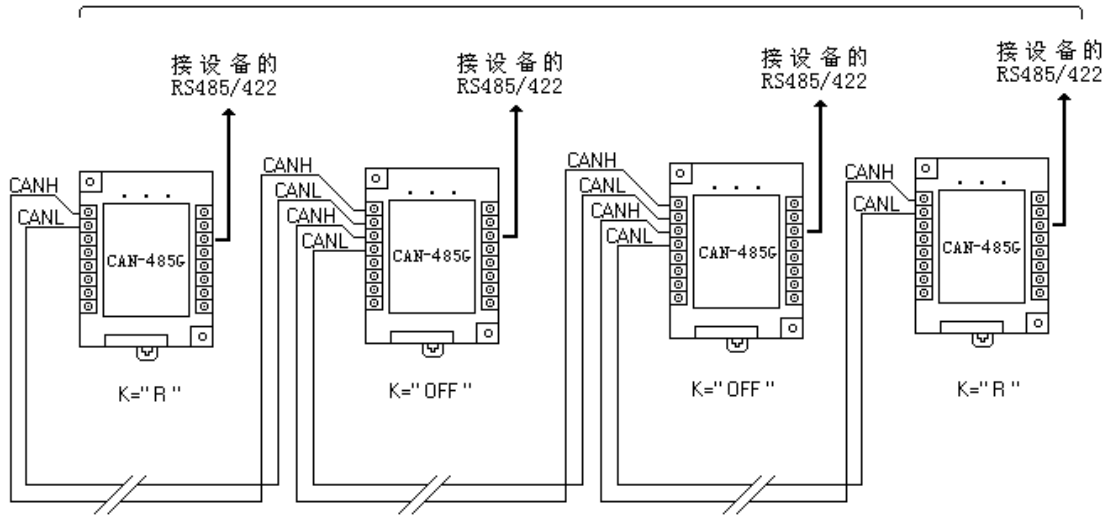 接设备的
RS485/422
接设备的
RS485/422
接设备的
RS485/422
接设备的
RS485/422
CANH
CANL
CAN-485G
K="R"
CANH
CANL
CANH
CANL
CAN-485G
K="OFF"
CANH
CANL
CANH
CANL
CAN-485G
K="OFF"
CANH
CANL
CAN-485G
K="R"